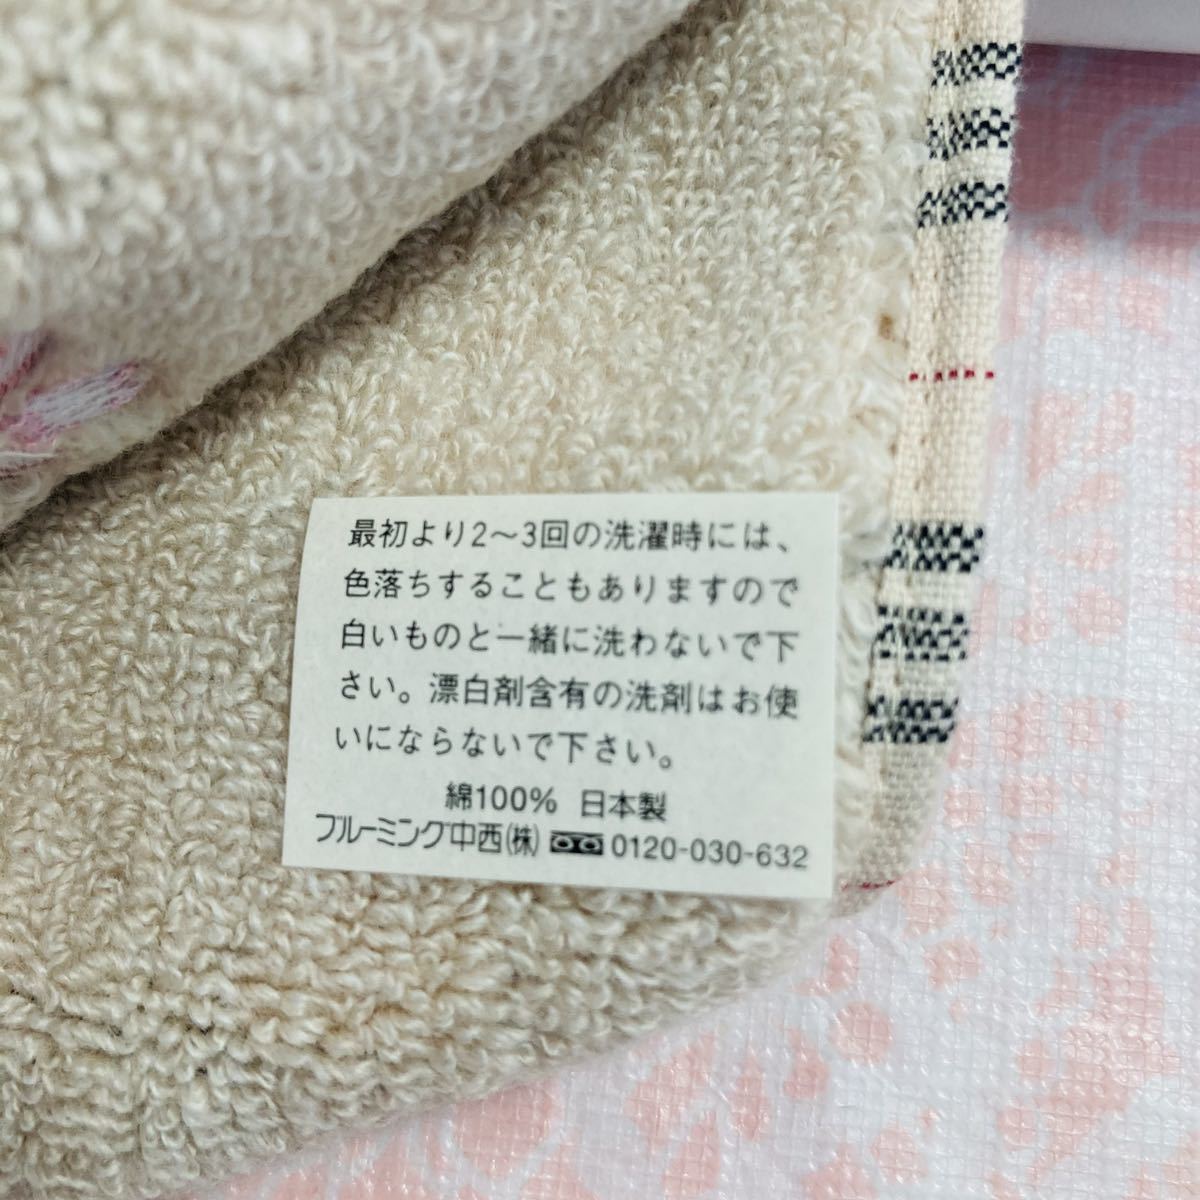 最初より2〜3回の洗濯時には、
色落ちすることもありますので
白いものと一緒に洗わないで下
さい。漂白剤含有の洗剤はお使
いにならないで下さい。
綿100% 日本製
ブルーミング中西(株) 0120-030-632